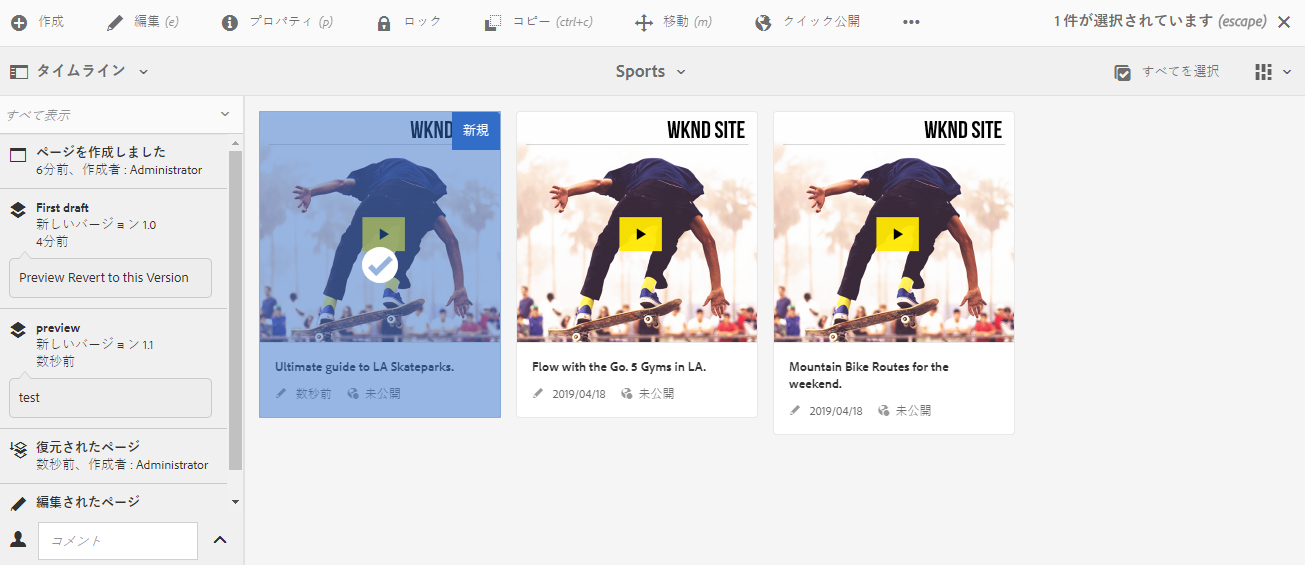 作成 編集 (e) プロパティ (p) ロック コピー (ctrl+c) 移動 (m) クイック公開 ••• 1 件が選択されています (escape)
タイムライン Sports すべてを選択
すべて表示
ページを作成しました
6分前、作成者 : Administrator
First draft
新しいバージョン 1.0
4分前
Preview Revert to this Version
preview
新しいバージョン 1.1
数秒前
test
復元されたページ
数秒前、作成者 : Administrator
編集されたページ
コメント
WKND
新規
Ultimate guide to LA Skateparks.
数秒前 未公開
WKND SITE
Flow with the Go. 5 Gyms in LA.
2019/04/18 未公開
WKND SITE
Mountain Bike Routes for the
weekend.
2019/04/18 未公開